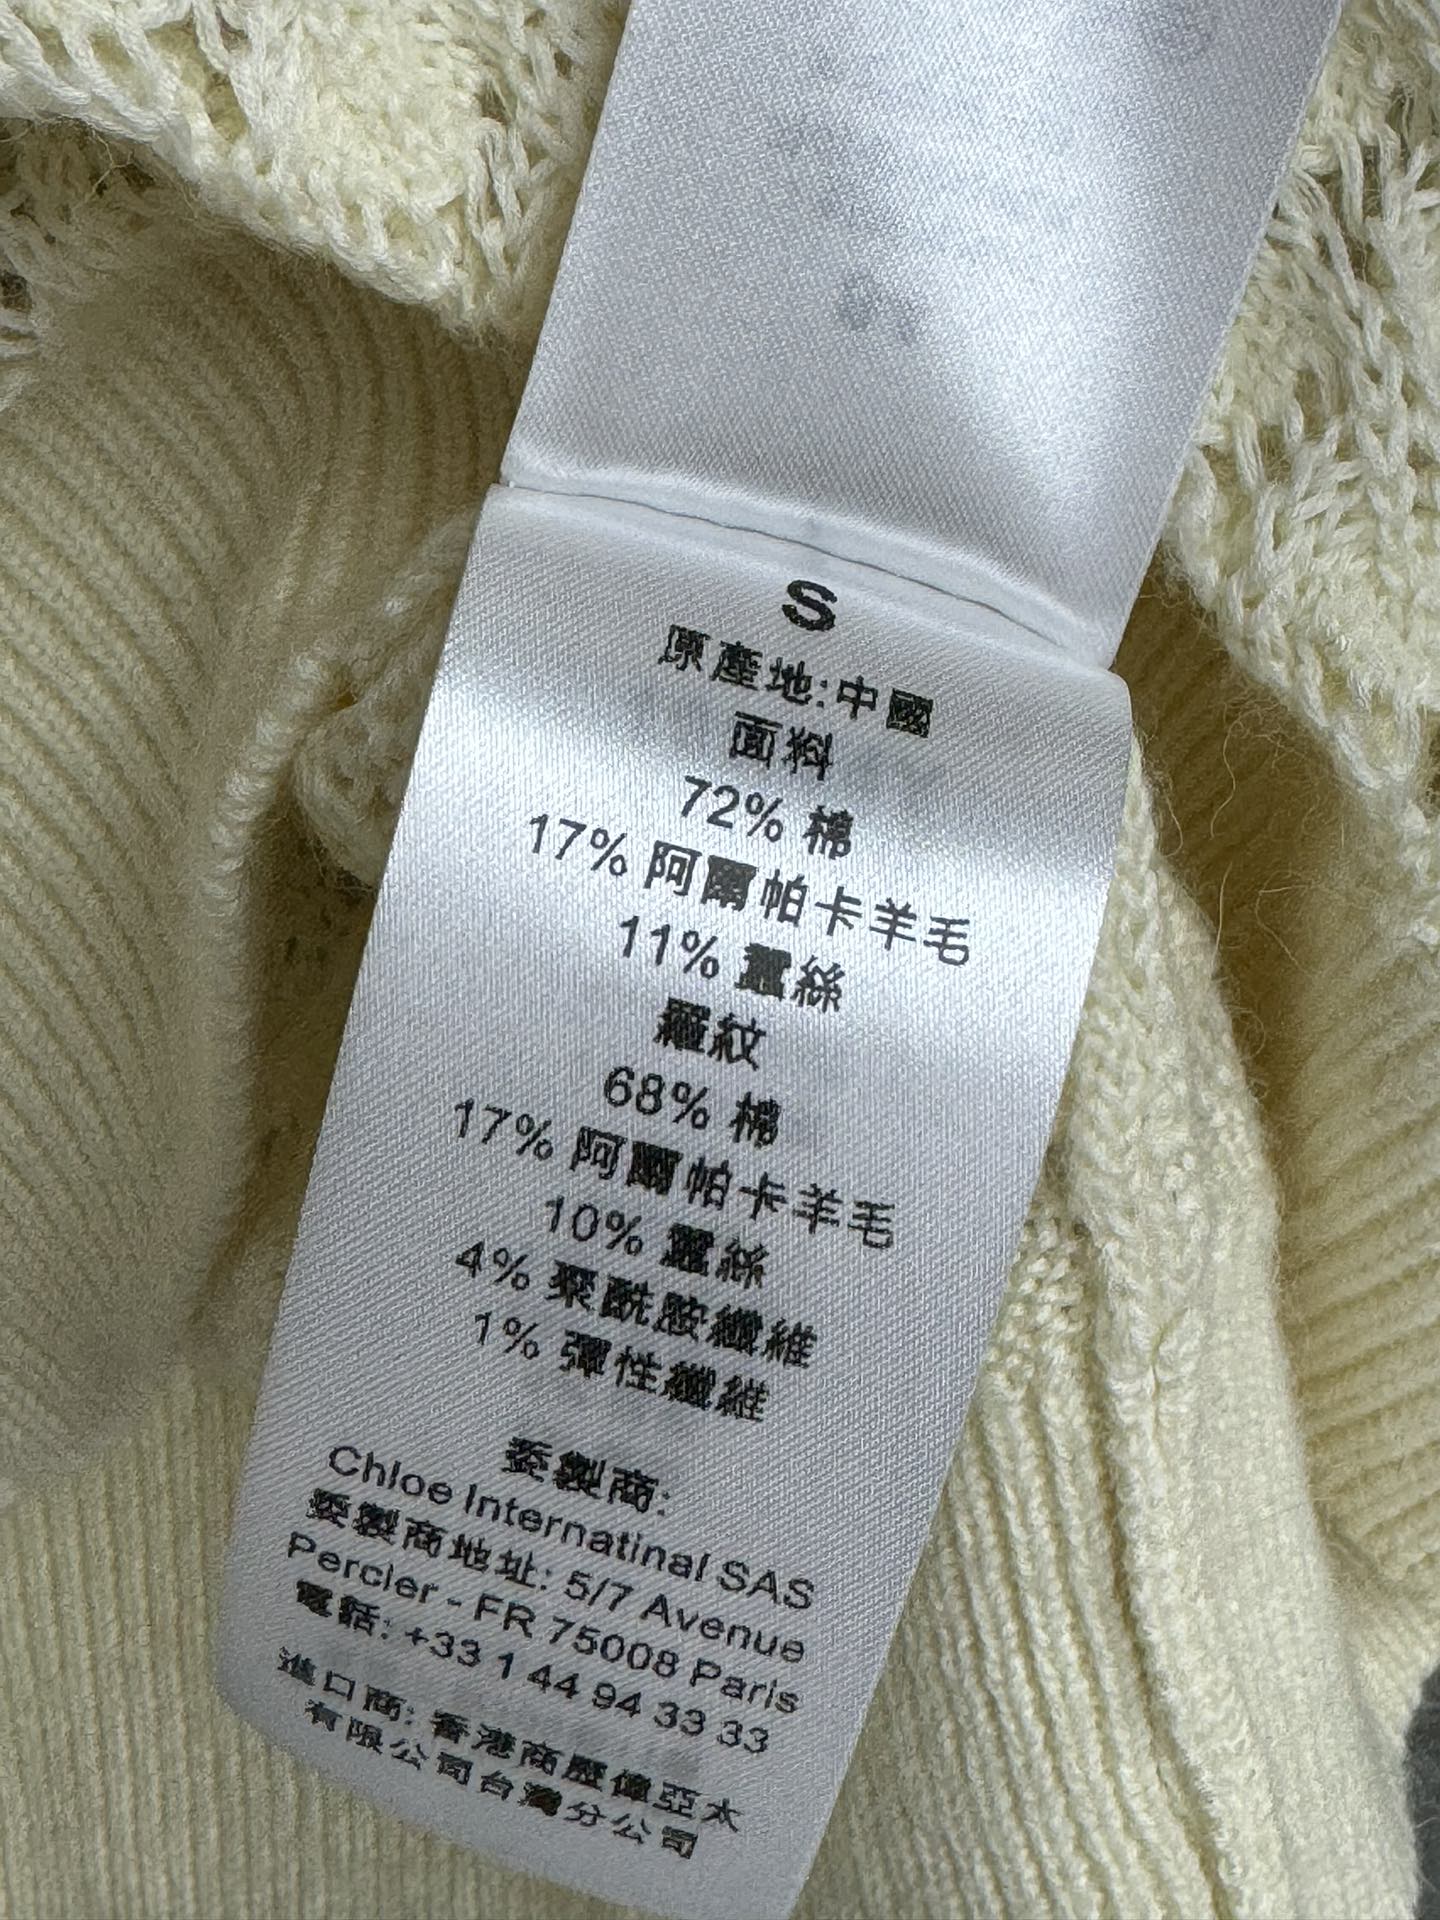 S
原產地:中國
面料
72% 棉
17% 阿爾帕卡羊毛
11% 蠶絲
羅紋
68% 棉
17% 阿爾帕卡羊毛
10% 蠶絲
4% 聚酰胺纖維
1% 彈性纖維
委製商:
Chloe Internatinal SAS
委製商地址: 5/7 Avenue
Percier - FR 75008 Paris
電話: +33 1 44 94 33 33
進口商: 香港商歷偉亞太
有限公司台灣分公司